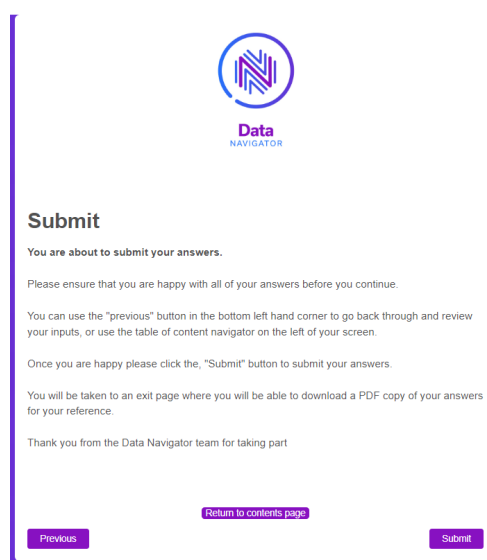 Data
NAVIGATOR
Submit
You are about to submit your answers.
Please ensure that you are happy with all of your answers before you continue.
You can use the "previous" button in the bottom left hand corner to go back through and review
your inputs, or use the table of content navigator on the left of your screen.
Once you are happy please click the, "Submit" button to submit your answers.
You will be taken to an exit page where you will be able to download a PDF copy of your answers
for your reference.
Thank you from the Data Navigator team for taking part
Return to contents page
Previous
Submit